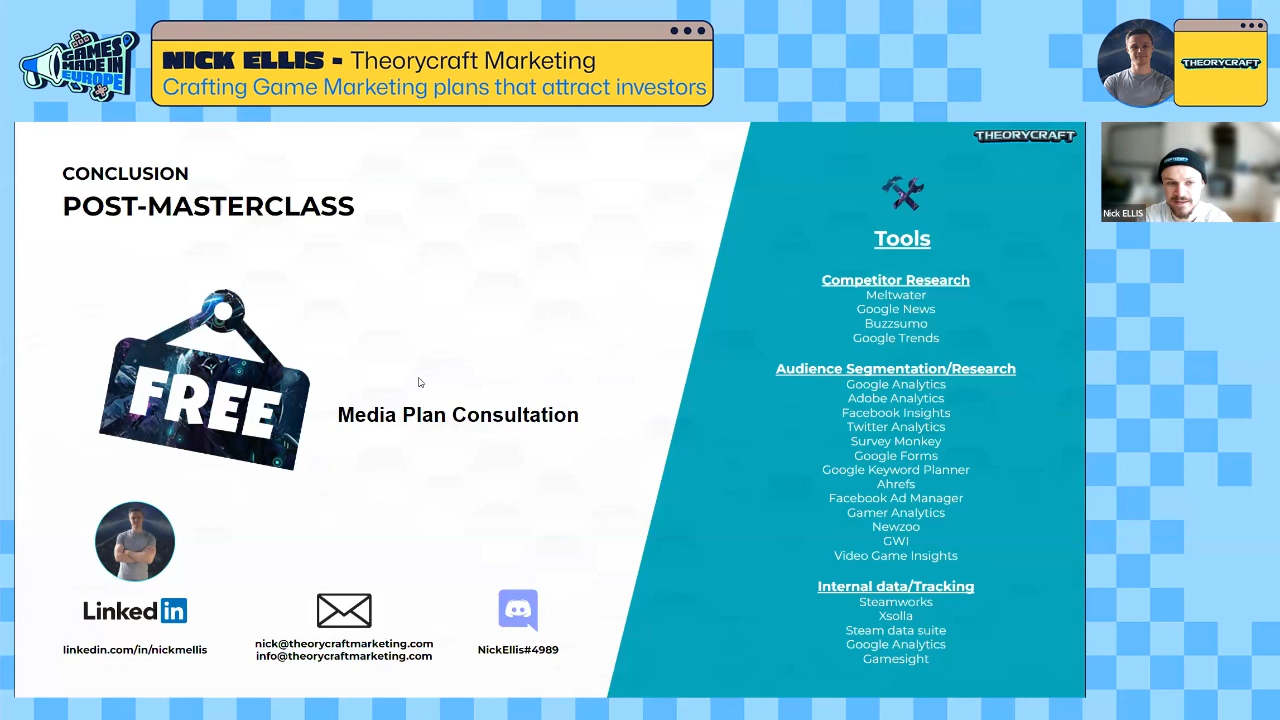 GAMES
MADE IN
EUROPE
NICK ELLIS - Theorycraft Marketing
Crafting Game Marketing plans that attract investors
THEORYCRAFT
THEORYCRAFT
CONCLUSION
POST-MASTERCLASS
FREE
Media Plan Consultation
Linked in
linkedin.com/in/nickmellis
nick@theorycraftmarketing.com
info@theorycraftmarketing.com
NickEllis#4989
Tools
Competitor Research
Meltwater
Google News
Buzzsumo
Google Trends
Audience Segmentation/Research
Google Analytics
Adobe Analytics
Facebook Insights
Twitter Analytics
Survey Monkey
Google Forms
Google Keyword Planner
Ahrefs
Facebook Ad Manager
Gamer Analytics
Newzoo
GWI
Video Game Insights
Internal data/Tracking
Steamworks
Xsolla
Steam data suite
Google Analytics
Gamesight
Nick ELLIS